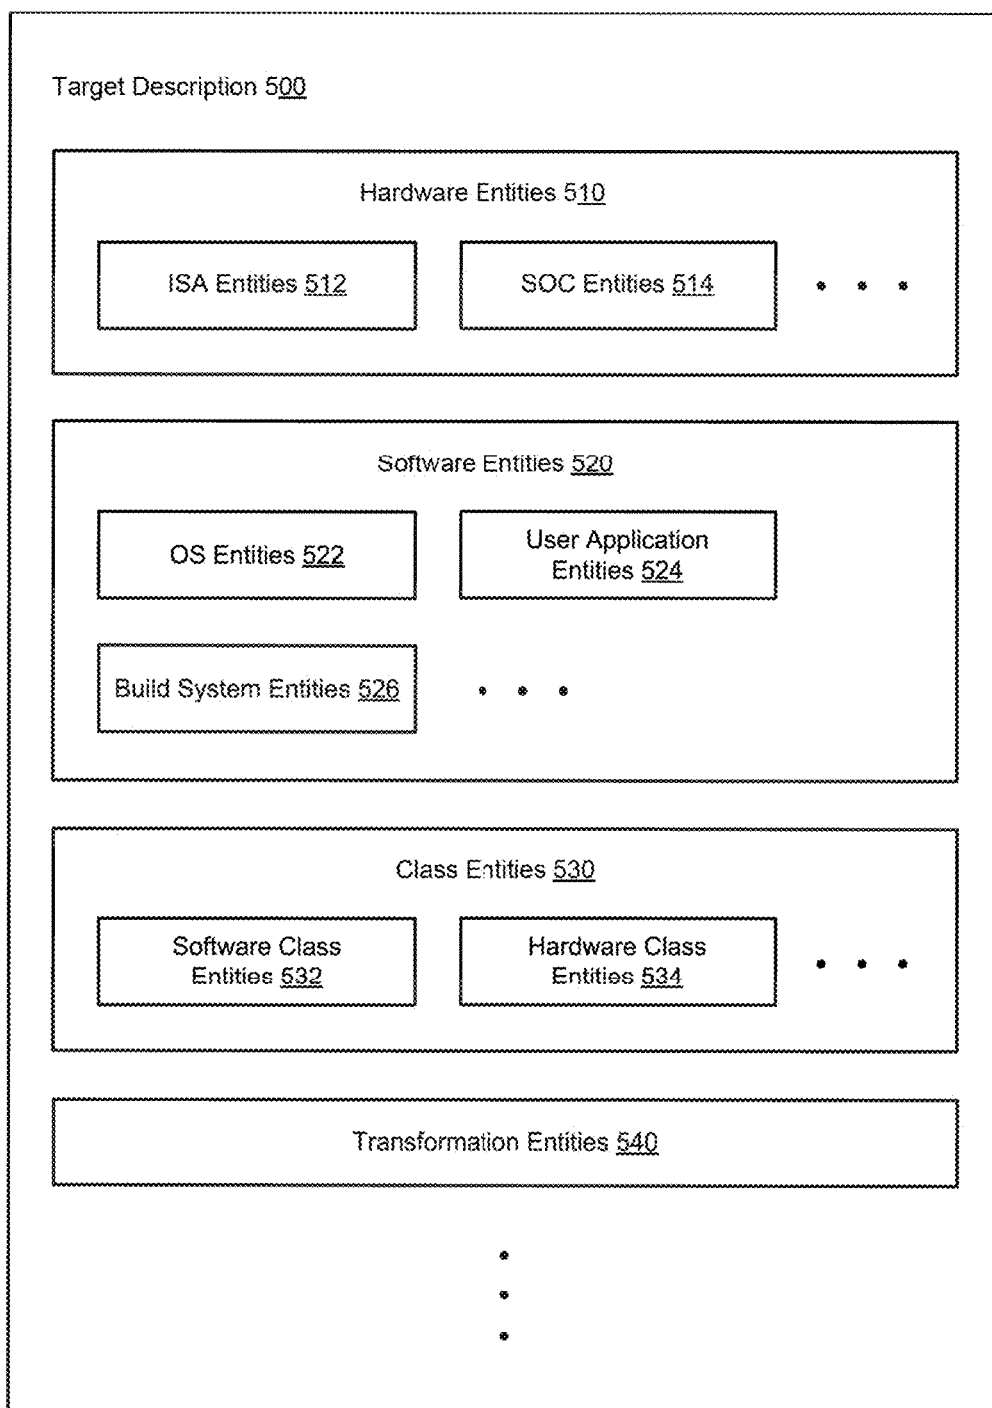 Target Description 500
Hardware Entities 510
ISA Entities 512
SOC Entities 514
Software Entities 520
OS Entities 522
User Application
Entities 524
Build System Entities 526
Class Entities 530
Software Class
Entities 532
Hardware Class
Entities 534
Transformation Entities 540